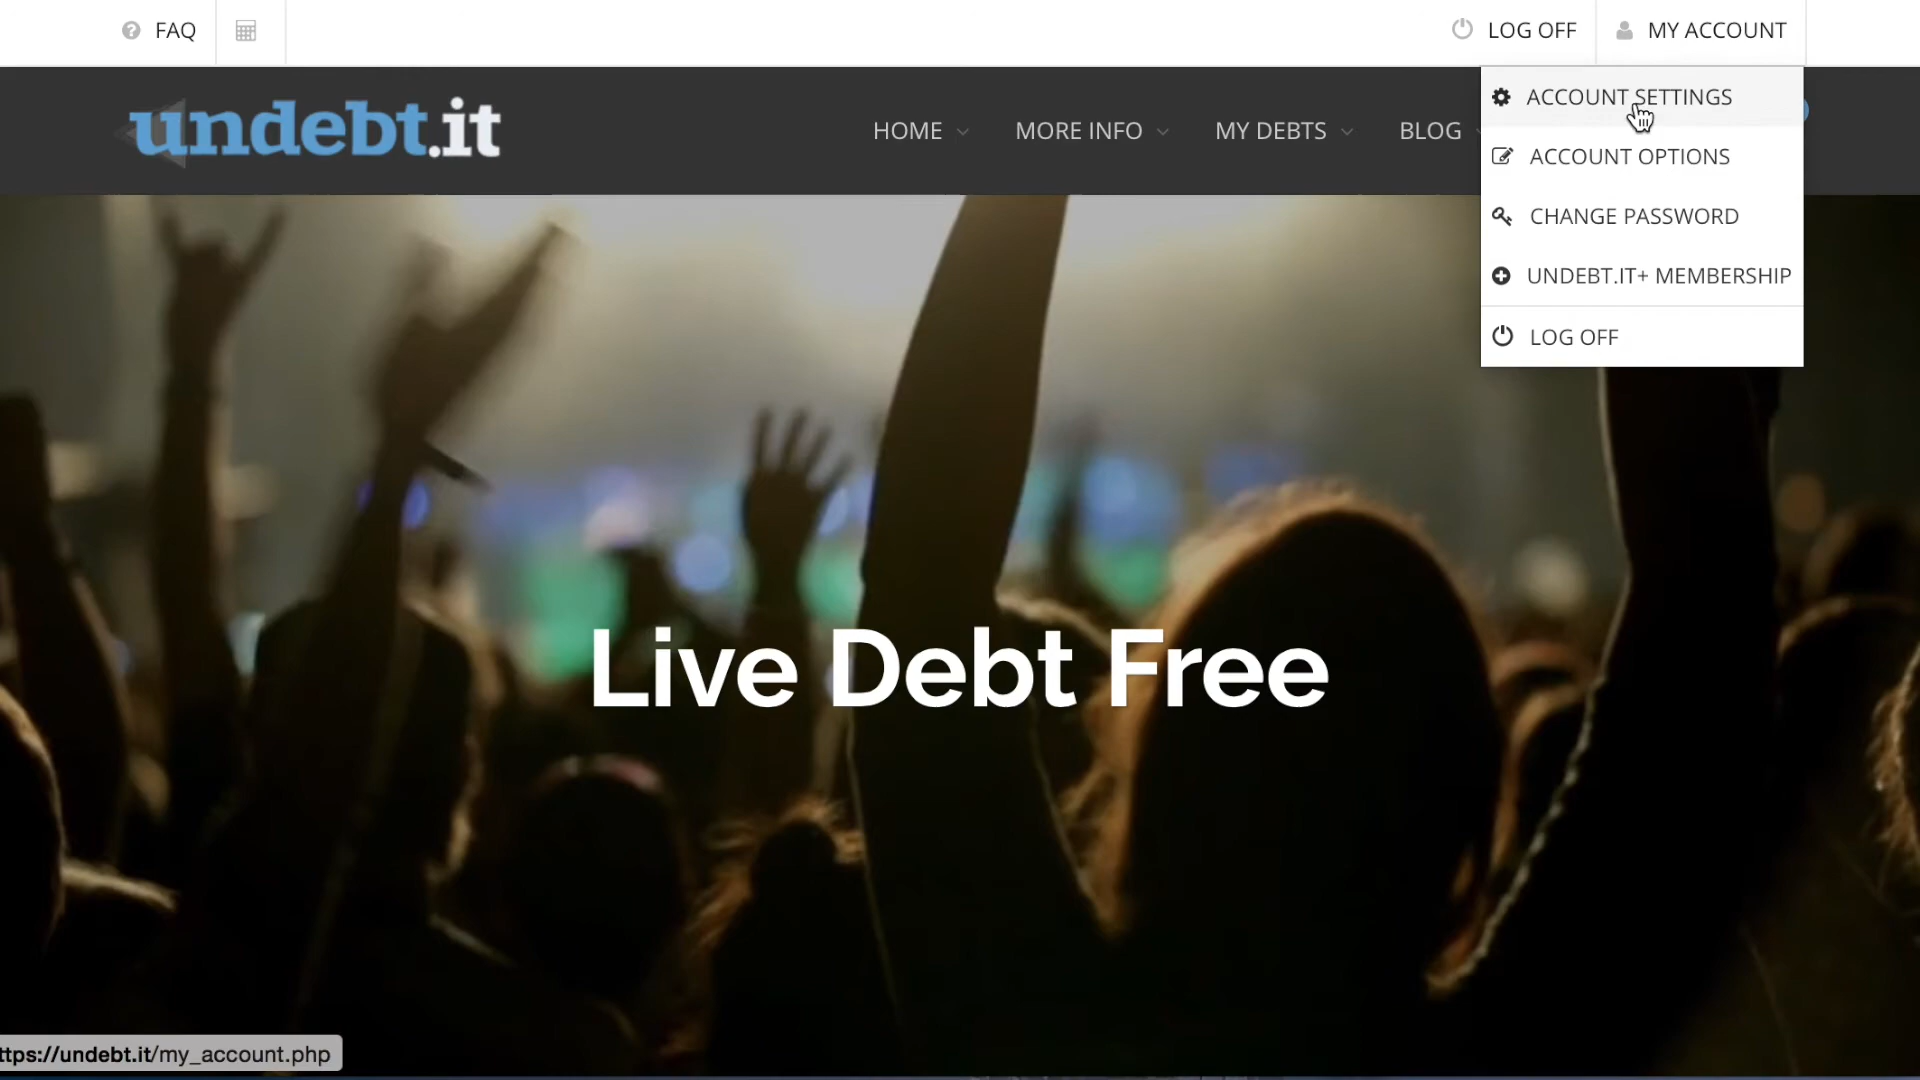 FAQ
LOG OFF
MY ACCOUNT
undebt.it
HOME
MORE INFO
MY DEBTS
BLOG
ACCOUNT SETTINGS
ACCOUNT OPTIONS
CHANGE PASSWORD
UNDEBT.IT+ MEMBERSHIP
LOG OFF
Live Debt Free
ttps://undebt.it/my_account.php